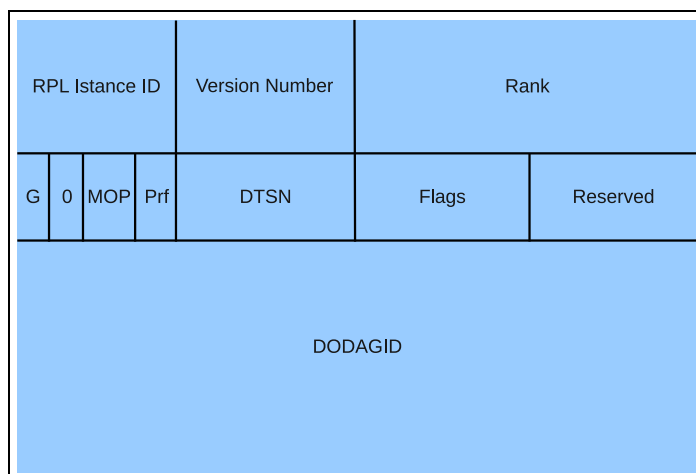 RPL Istance ID Version Number Rank
G 0 MOP Prf DTSN Flags Reserved
DODAGID